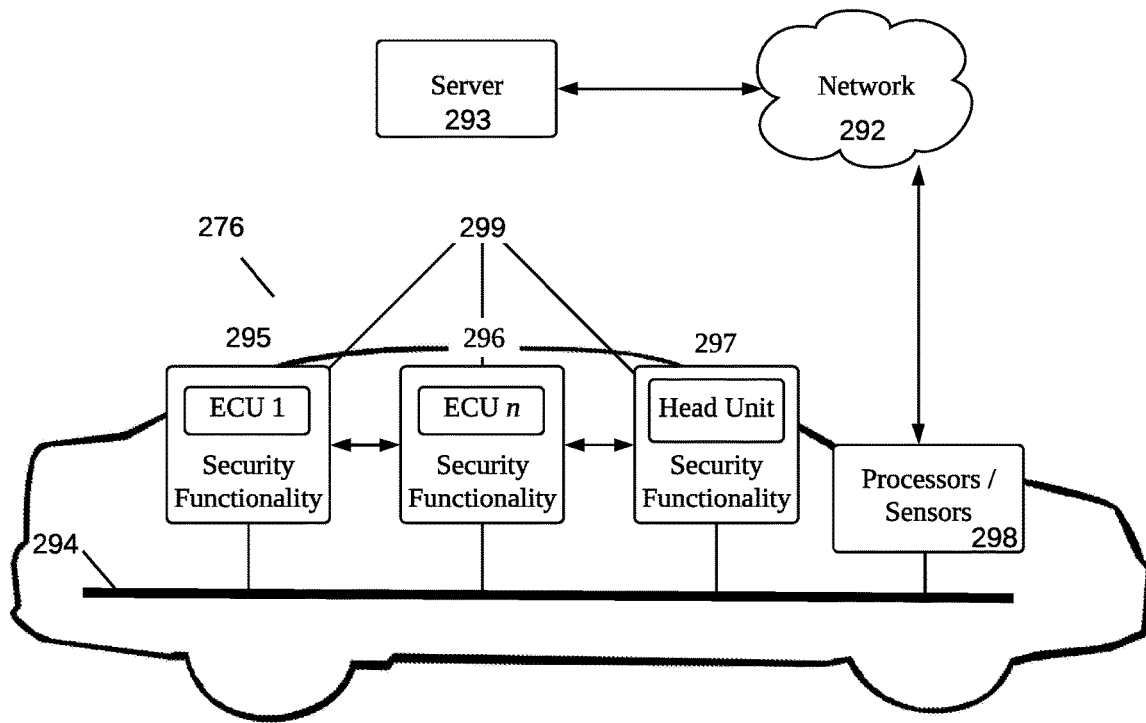 Server
293
Network
292
276
299
295
296
297
ECU 1
Security
Functionality
ECU n
Security
Functionality
Head Unit
Security
Functionality
Processors /
Sensors
298
294